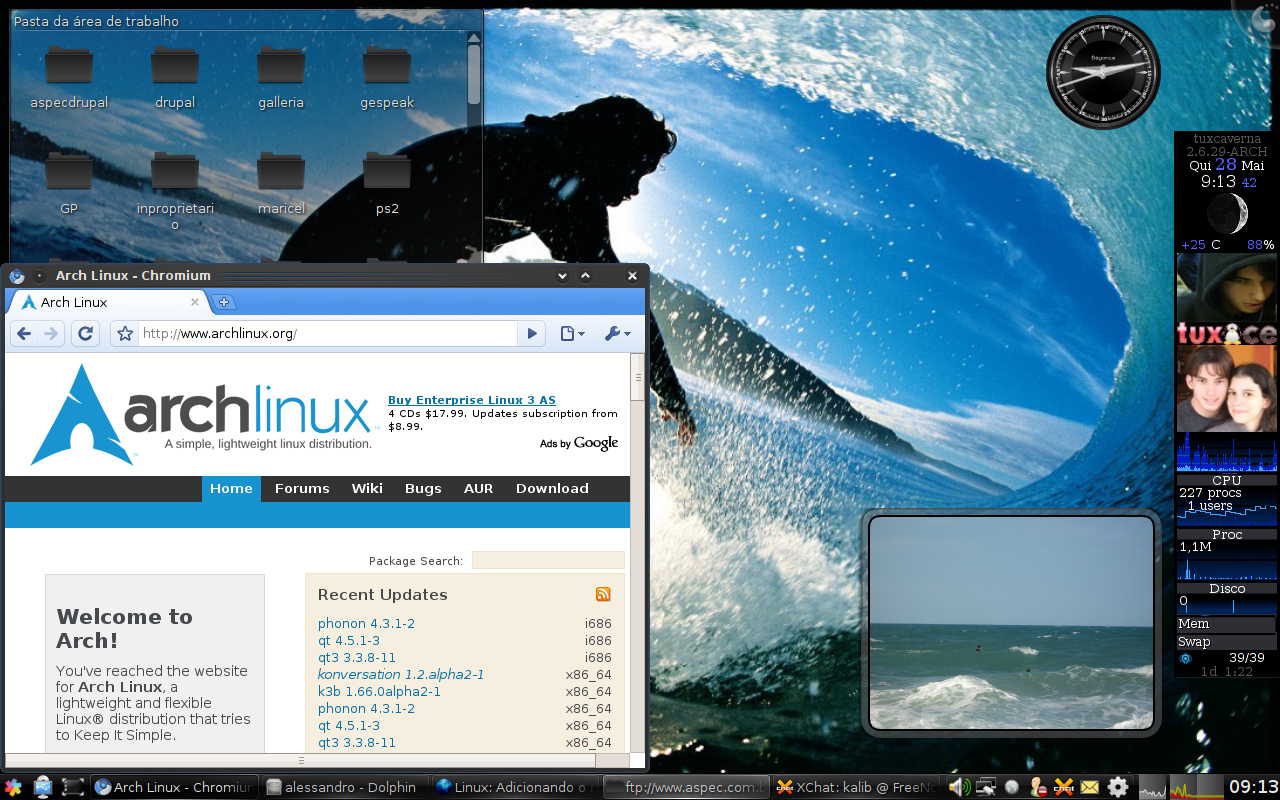 Pasta da área de trabalho
aspecdrupal
drupal
galleria
gespeak
GP
inproprietari
o
maricel
ps2
Elegance
tuxcaverna
2.6.29-ARCH
Qui 28 Mai
9:13 42
+25 C 88%
CPU
227 procs
1 users
Proc
1,1M
Disco
0
Mem
Swap
39/39
1d 1:22
Arch Linux - Chromium
Arch Linux
http://www.archlinux.org/
archlinux
A simple, lightweight linux distribution.
Buy Enterprise Linux 3 AS
4 CDs $17.99. Updates subscription from
$8.99.
Ads by Google
Home Forums Wiki Bugs AUR Download
Package Search:
Welcome to
Arch!
You've reached the website
for Arch Linux, a
lightweight and flexible
Linux® distribution that tries
to Keep It Simple.
Recent Updates
phonon 4.3.1-2 i686
qt 4.5.1-3 i686
qt3 3.3.8-11 i686
konversation 1.2.alpha2-1 x86_64
k3b 1.66.0alpha2-1 x86_64
phonon 4.3.1-2 x86_64
qt 4.5.1-3 x86_64
qt3 3.3.8-11 x86_64
Arch Linux - Chromium
alessandro - Dolphin
Linux: Adicionando o
ftp://www.aspec.com.b
XChat: kalib @ FreeNo
chat
09:13